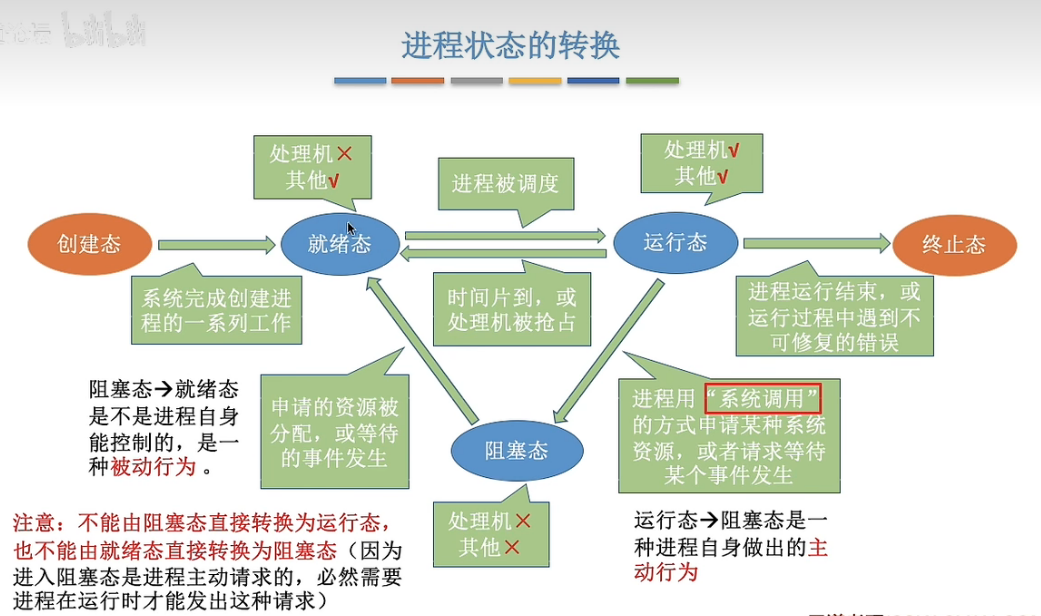 bilibili
进程状态的转换
处理机×
其他√
进程被调度
处理机√
其他√
创建态
就绪态
运行态
终止态
系统完成创建进
程的一系列工作
时间片到，或
处理机被抢占
进程运行结束，或
运行过程中遇到不
可修复的错误
阻塞态→就绪态
是不是进程自身
能控制的，是一
种被动行为。
申请的资源被
分配，或等待
的事件发生
进程用“系统调用”
的方式申请某种系统
资源，或者请求等待
某个事件发生
阻塞态
处理机×
其他×
运行态→阻塞态是一
种进程自身做出的主
动行为
注意：不能由阻塞态直接转换为运行态，
也不能由就绪态直接转换为阻塞态（因为
进入阻塞态是进程主动请求的，必然需要
进程在运行时才能发出这种请求）